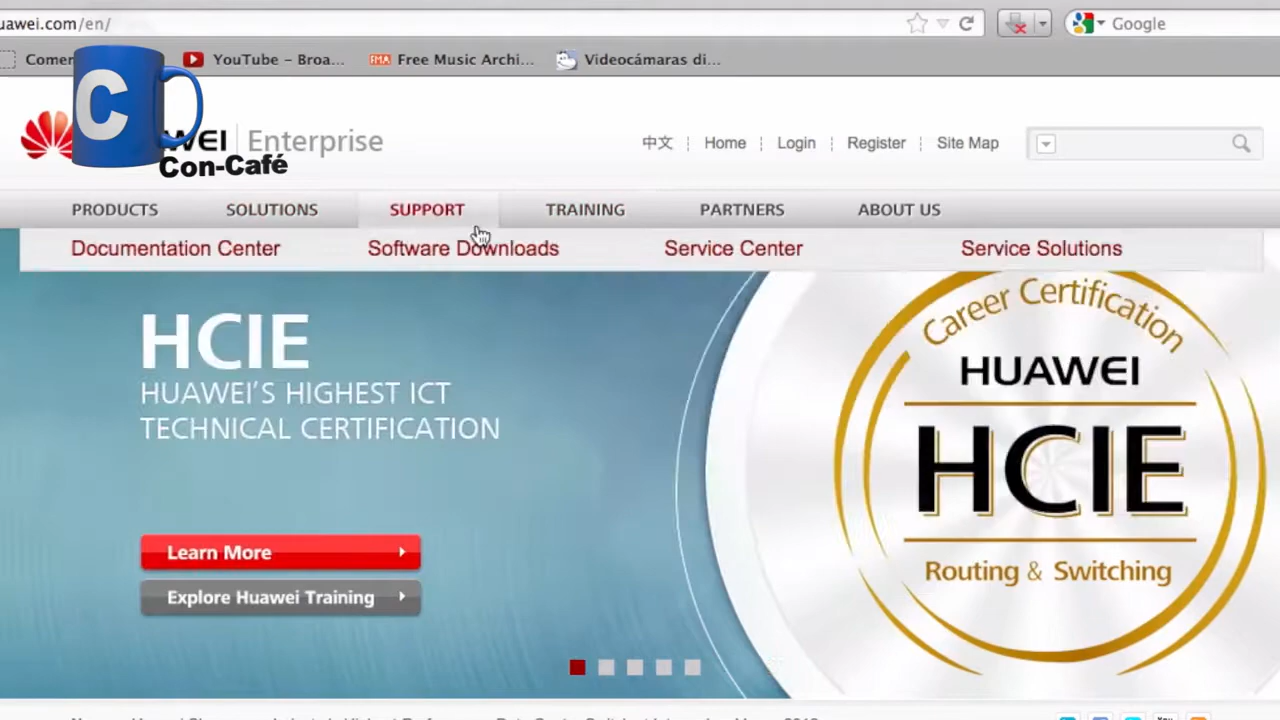 uawei.com/en/
Google
Comer
YouTube – Broa...
Free Music Archi...
Videocámaras di...
C
WEI | Enterprise
Con-Café
中文
Home
Login
Register
Site Map
PRODUCTS
SOLUTIONS
SUPPORT
TRAINING
PARTNERS
ABOUT US
Documentation Center
Software Downloads
Service Center
Service Solutions
HCIE
HUAWEI'S HIGHEST ICT
TECHNICAL CERTIFICATION
Learn More
Explore Huawei Training
Career Certification
HUAWEI
HCIE
Routing & Switching